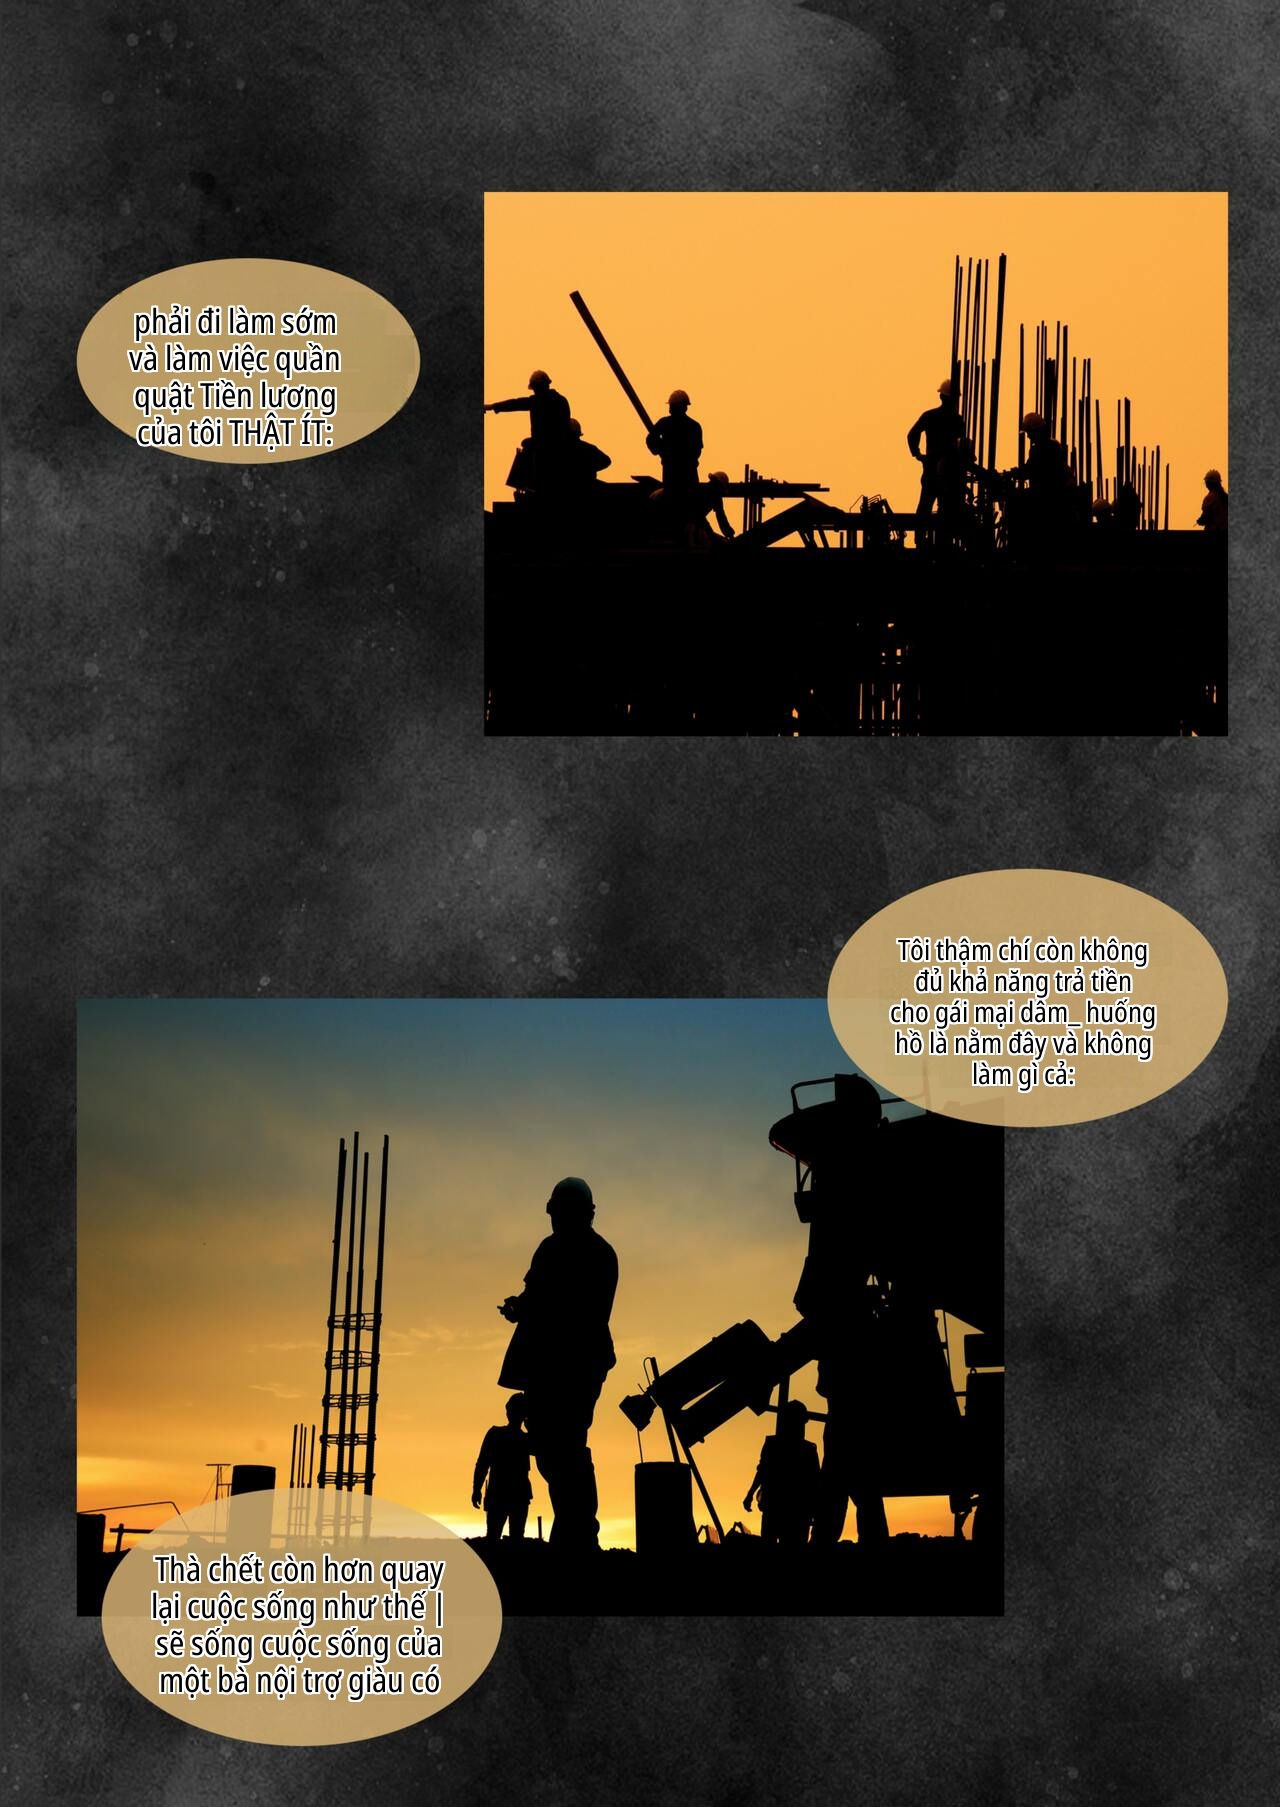 phải đi làm sớm
và làm việc quần
quật Tiền lương
của tôi THẬT ÍT:
Tôi thậm chí còn không
đủ khả năng trả tiền
cho gái mại dâm_ huống
hồ là nằm đây và không
làm gì cả:
Thà chết còn hơn quay
lại cuộc sống như thế |
sẽ sống cuộc sống của
một bà nội trợ giàu có